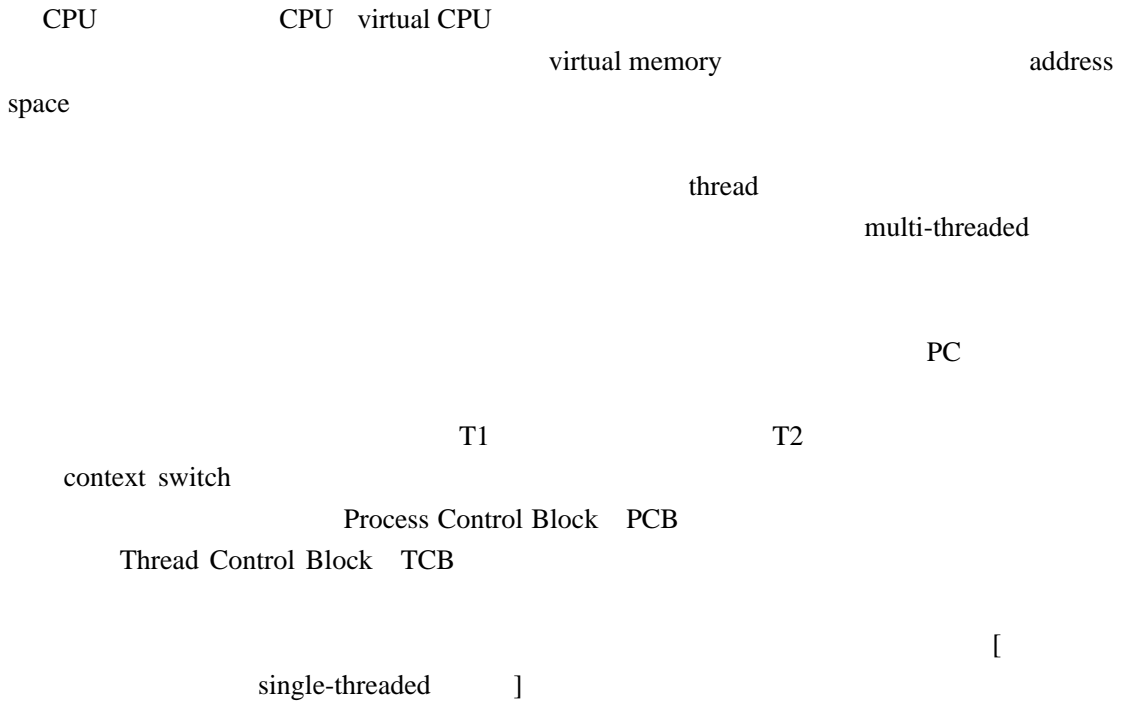 CPU CPU virtual CPU
virtual memory address
space
thread
multi-threaded
PC
T1 T2
context switch
Process Control Block PCB
Thread Control Block TCB
[
single-threaded ]